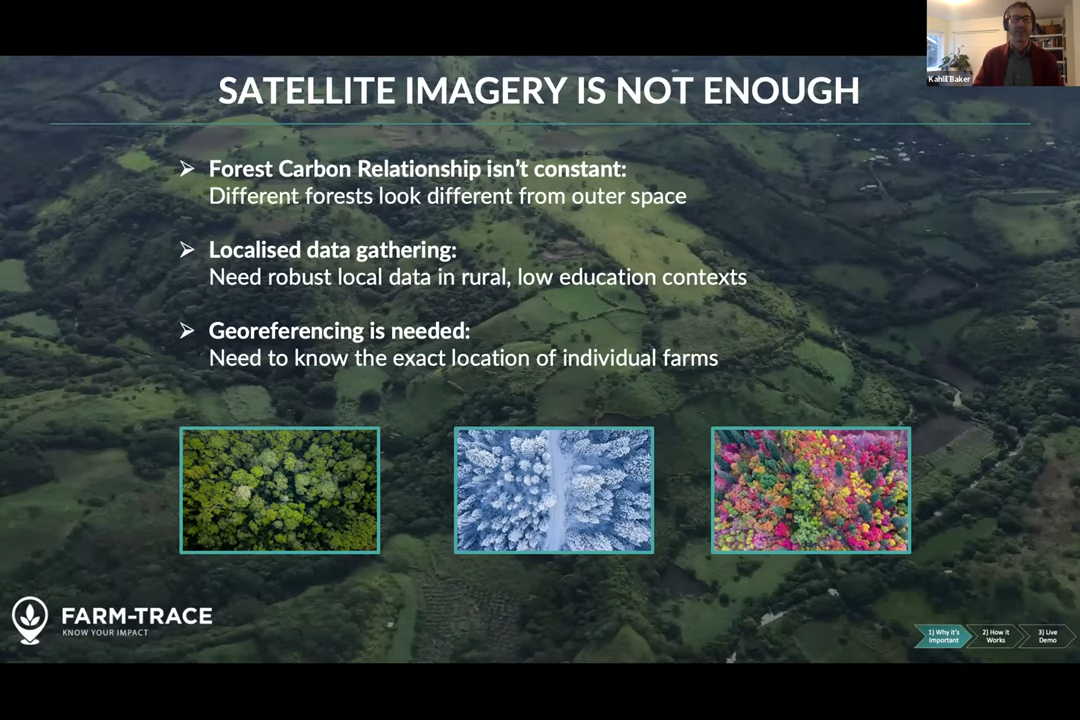 Kahlil Baker
SATELLITE IMAGERY IS NOT ENOUGH
Forest Carbon Relationship isn't constant:
Different forests look different from outer space
Localised data gathering:
Need robust local data in rural, low education contexts
Georeferencing is needed:
Need to know the exact location of individual farms
FARM-TRACE
KNOW YOUR IMPACT
1) Why it's
Important
2) How it
Works
3) Live
Demo